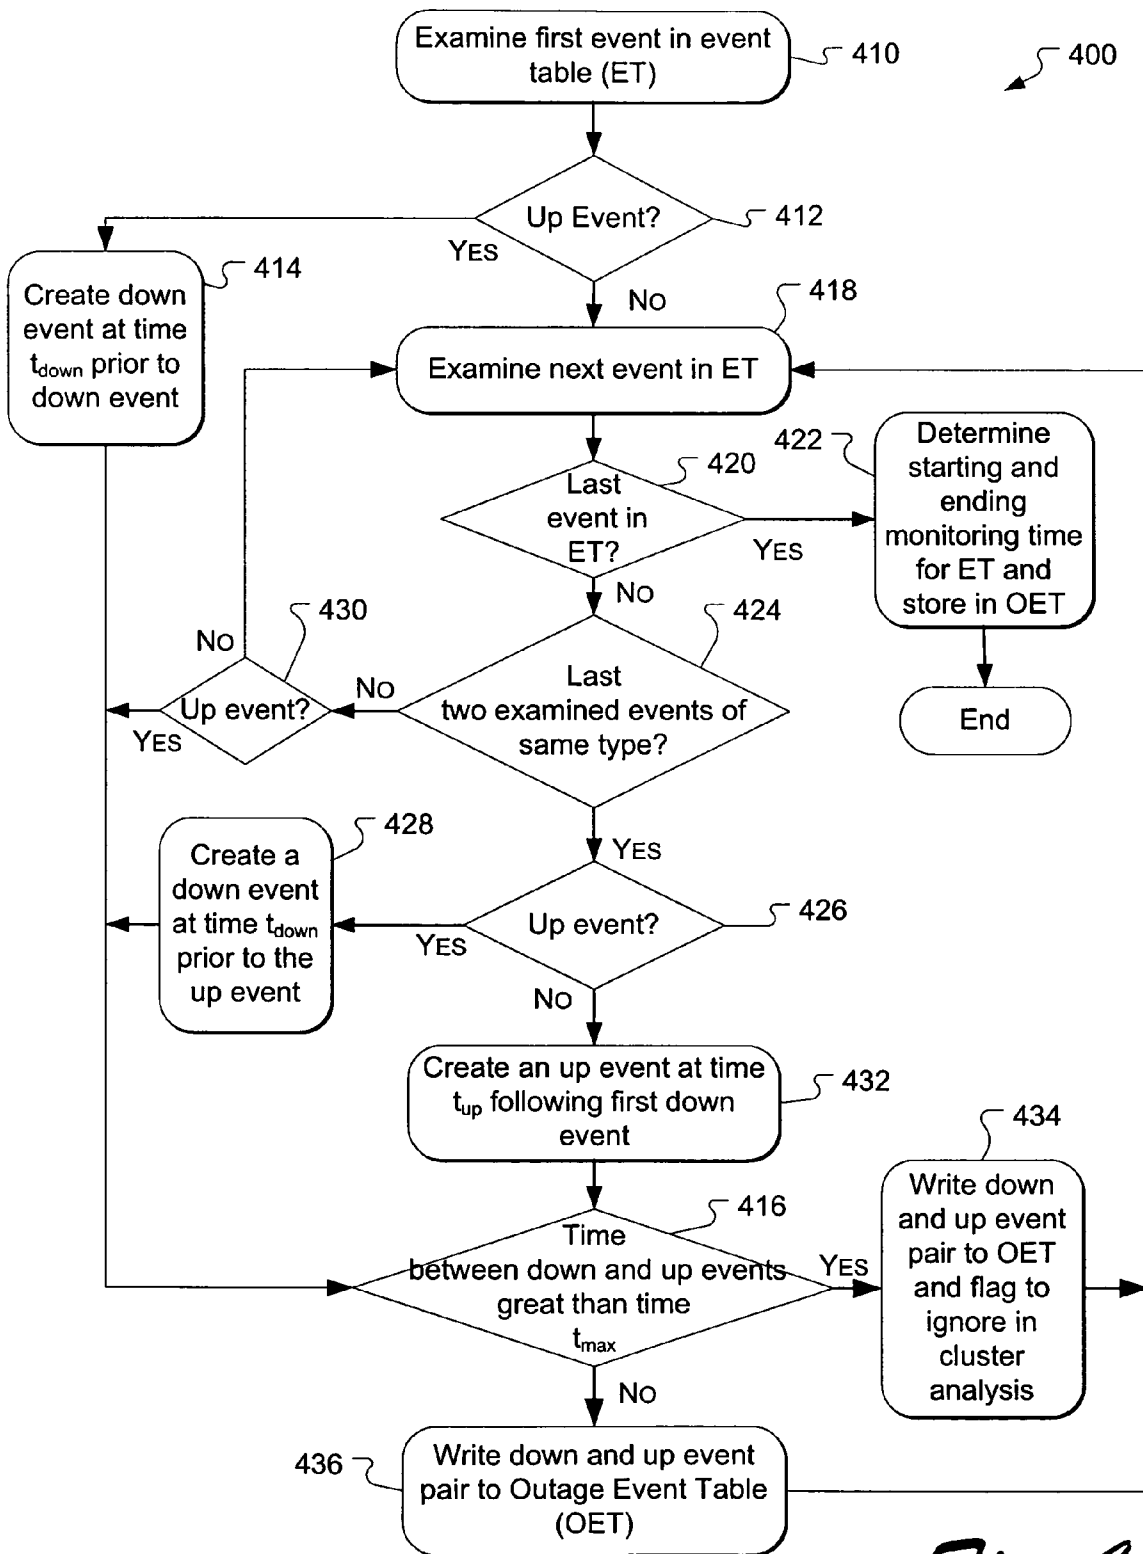 Examine first event in event
table (ET)
410
400
Up Event?
412
YES
NO
414
Create down
event at time
tdown prior to
down event
418
Examine next event in ET
420
Last
event in
ET?
YES
NO
422
Determine
starting and
ending
monitoring time
for ET and
store in OET
End
424
Last
two examined events of
same type?
NO
YES
430
Up event?
NO
YES
428
Create a
down event
at time tdown
prior to the
up event
426
Up event?
YES
NO
Create an up event at time
tup following first down
event
432
416
Time
between down and up events
great than time
tmax
YES
NO
434
Write down
and up event
pair to OET
and flag to
ignore in
cluster
analysis
436
Write down and up event
pair to Outage Event Table
(OET)